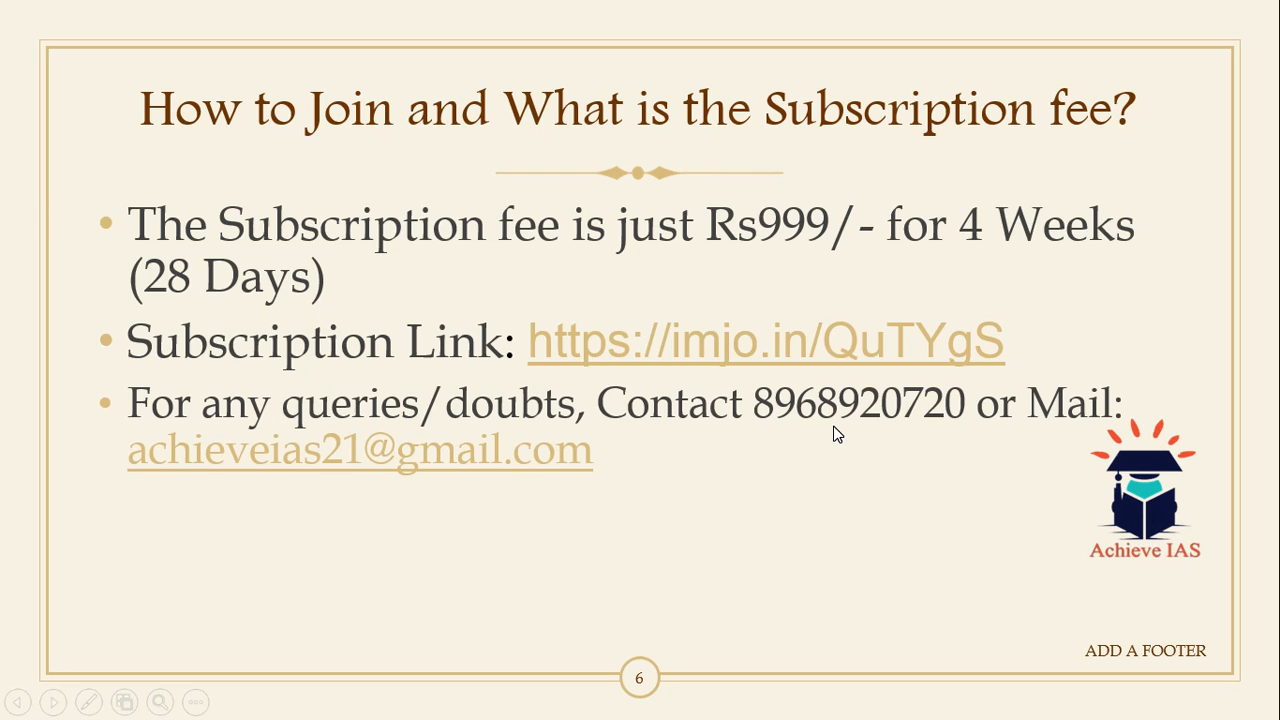 How to Join and What is the Subscription fee?
• The Subscription fee is just Rs999/- for 4 Weeks
(28 Days)
• Subscription Link: https://imjo.in/QuTYgS
• For any queries/doubts, Contact 8968920720 or Mail:
achieveias21@gmail.com
Achieve IAS
ADD A FOOTER
6